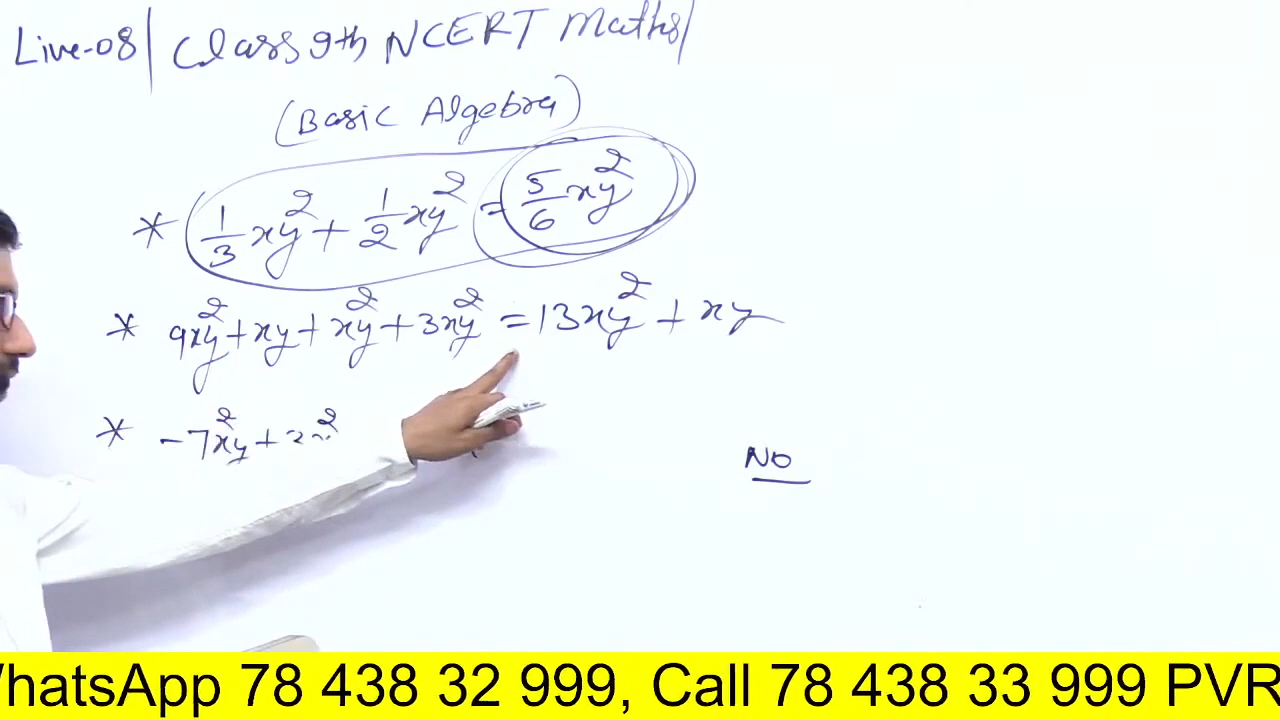 Live-08| Class 9th NCERT Maths|
(Basic Algebra)
* 1/3 xy² + 1/2 xy² = 5/6 xy²
* 9xy² + xy + xy² + 3xy² = 13xy² + xy
* -7x²y +
NO
WhatsApp 78 438 32 999, Call 78 438 33 999 PVR